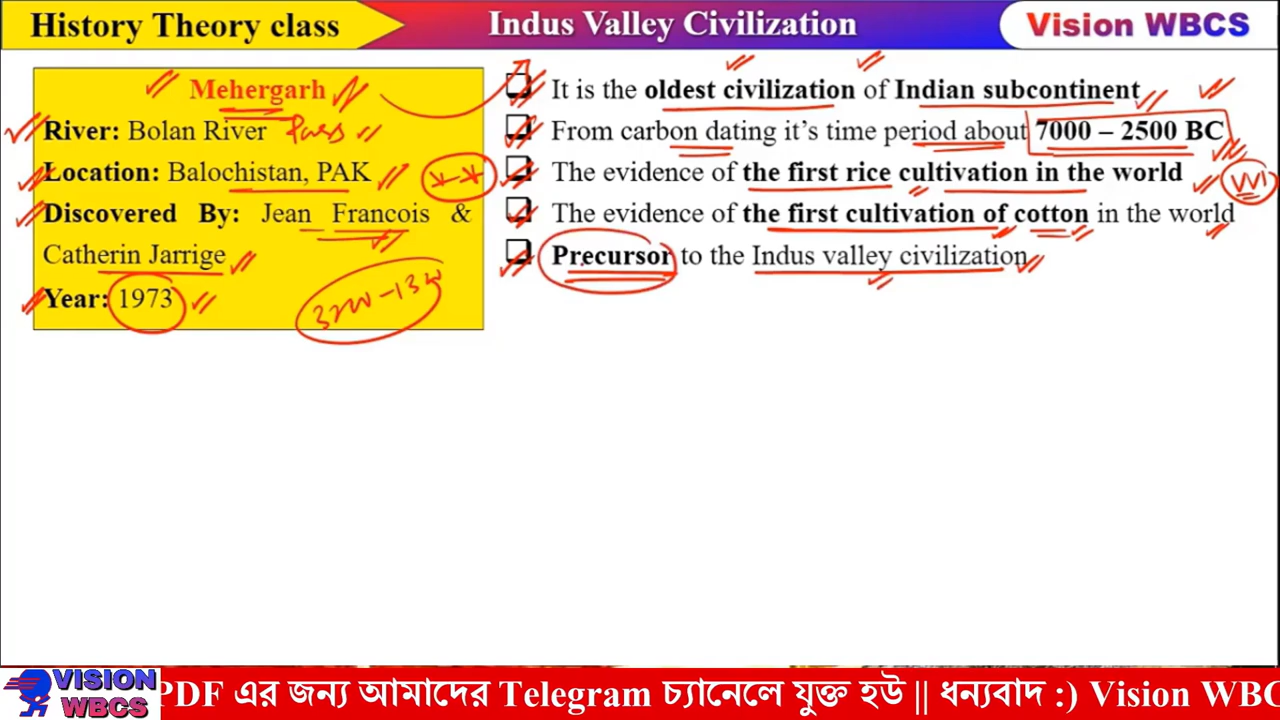 History Theory class
Indus Valley Civilization
Vision WBCS
Mehergarh
River: Bolan River Pass
Location: Balochistan, PAK
Discovered By: Jean Francois &
Catherin Jarrige
Year: 1973
It is the oldest civilization of Indian subcontinent
From carbon dating it's time period about 7000 – 2500 BC
The evidence of the first rice cultivation in the world
The evidence of the first cultivation of cotton in the world
Precursor to the Indus valley civilization
VISION
WBCS
PDF এর জন্য আমাদের Telegram চ্যানেলে যুক্ত হউ || ধন্যবাদ :) Vision WBC